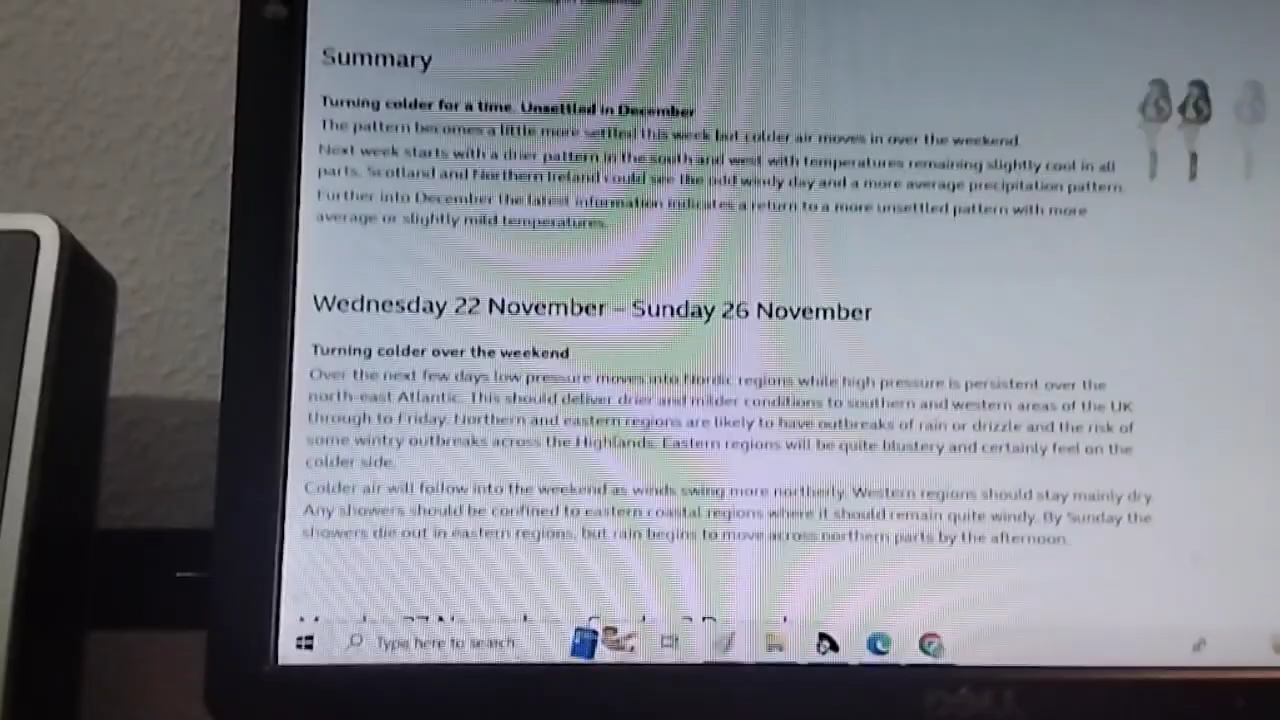 Summary
Turning colder for a time. Unsettled in December
The pattern becomes a little more settled this week but colder air moves in over the weekend.
Next week starts with a drier pattern in the south and west with temperatures remaining slightly cool in all
parts. Scotland and Northern Ireland could see the odd windy day and a more average precipitation pattern.
Further into December the latest information indicates a return to a more unsettled pattern with more
average or slightly mild temperatures.
Wednesday 22 November – Sunday 26 November
Turning colder over the weekend
Over the next few days low pressure moves into Nordic regions while high pressure is persistent over the
north-east Atlantic. This should deliver drier and milder conditions to southern and western areas of the UK
through to Friday. Northern and eastern regions are likely to have outbreaks of rain or drizzle and the risk of
some wintry outbreaks across the Highlands. Eastern regions will be quite blustery and certainly feel on the
colder side.
Colder air will follow into the weekend as winds swing more northerly. Western regions should stay mainly dry.
Any showers should be confined to eastern coastal regions where it should remain quite windy. By Sunday the
showers die out in eastern regions, but rain begins to move across northern parts by the afternoon.
Type here to search
DELL